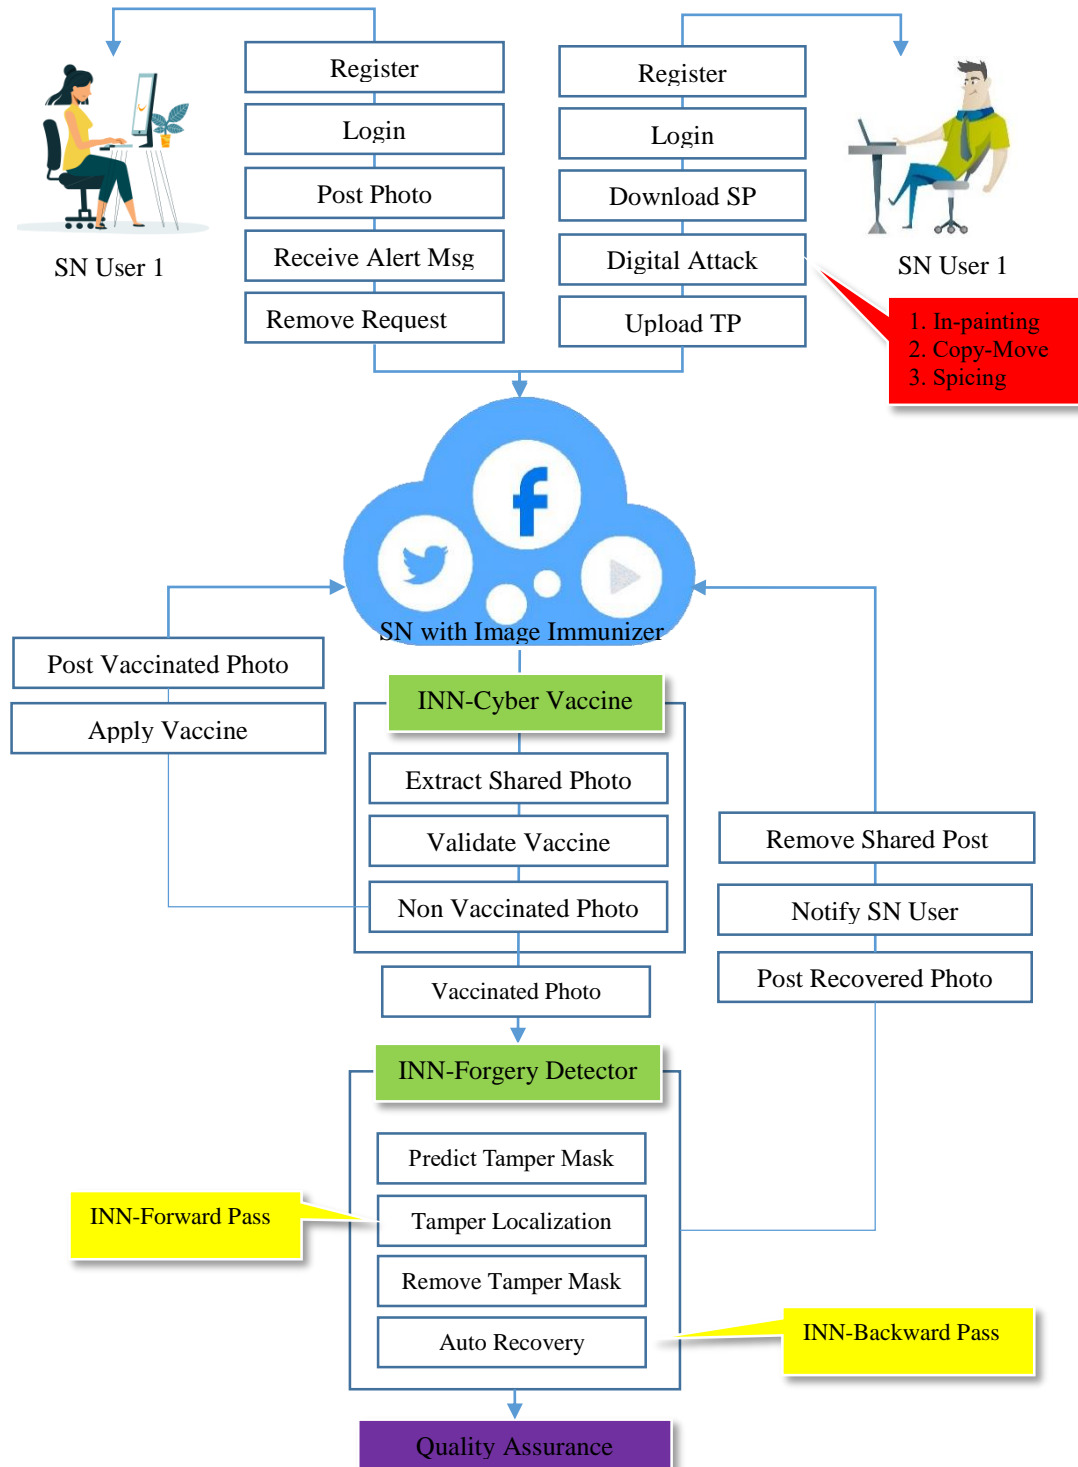 Register
Login
Post Photo
Receive Alert Msg
Remove Request
SN User 1
Register
Login
Download SP
Digital Attack
Upload TP
SN User 1
1. In-painting
2. Copy-Move
3. Spicing
f
SN with Image Immunizer
Post Vaccinated Photo
Apply Vaccine
INN-Cyber Vaccine
Extract Shared Photo
Validate Vaccine
Non Vaccinated Photo
Vaccinated Photo
Remove Shared Post
Notify SN User
Post Recovered Photo
INN-Forgery Detector
Predict Tamper Mask
Tamper Localization
Remove Tamper Mask
Auto Recovery
INN-Forward Pass
INN-Backward Pass
Quality Assurance